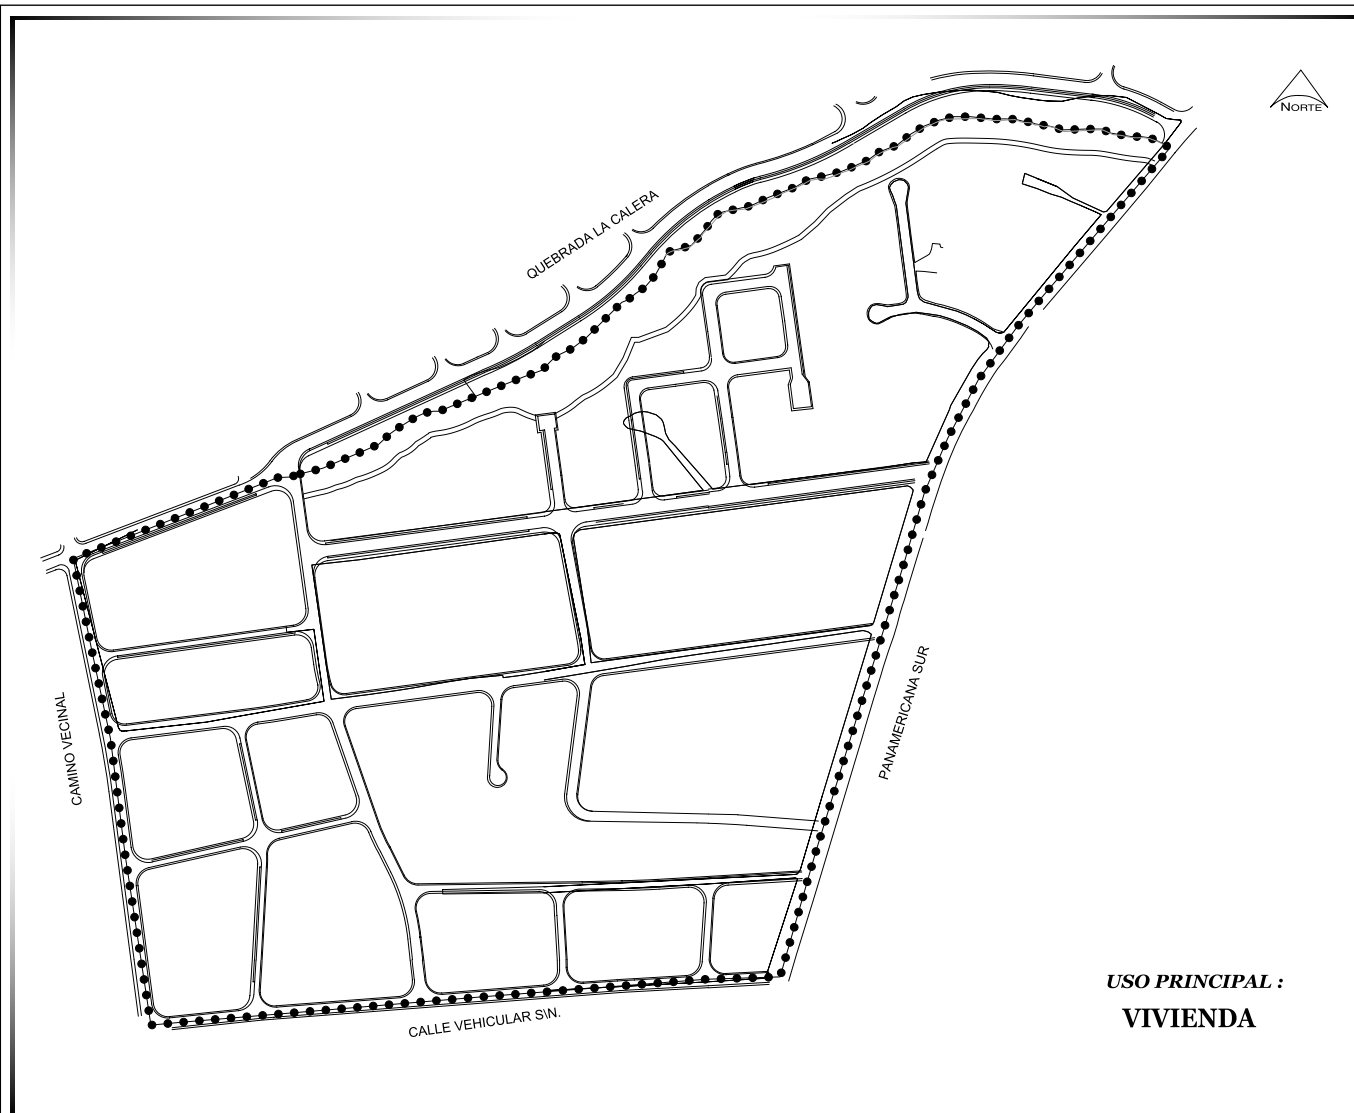 NORTE
QUEBRADA LA CALERA
CAMINO VECINAL
PANAMERICANA SUR
CALLE VEHICULAR S\N.
USO PRINCIPAL :
VIVIENDA